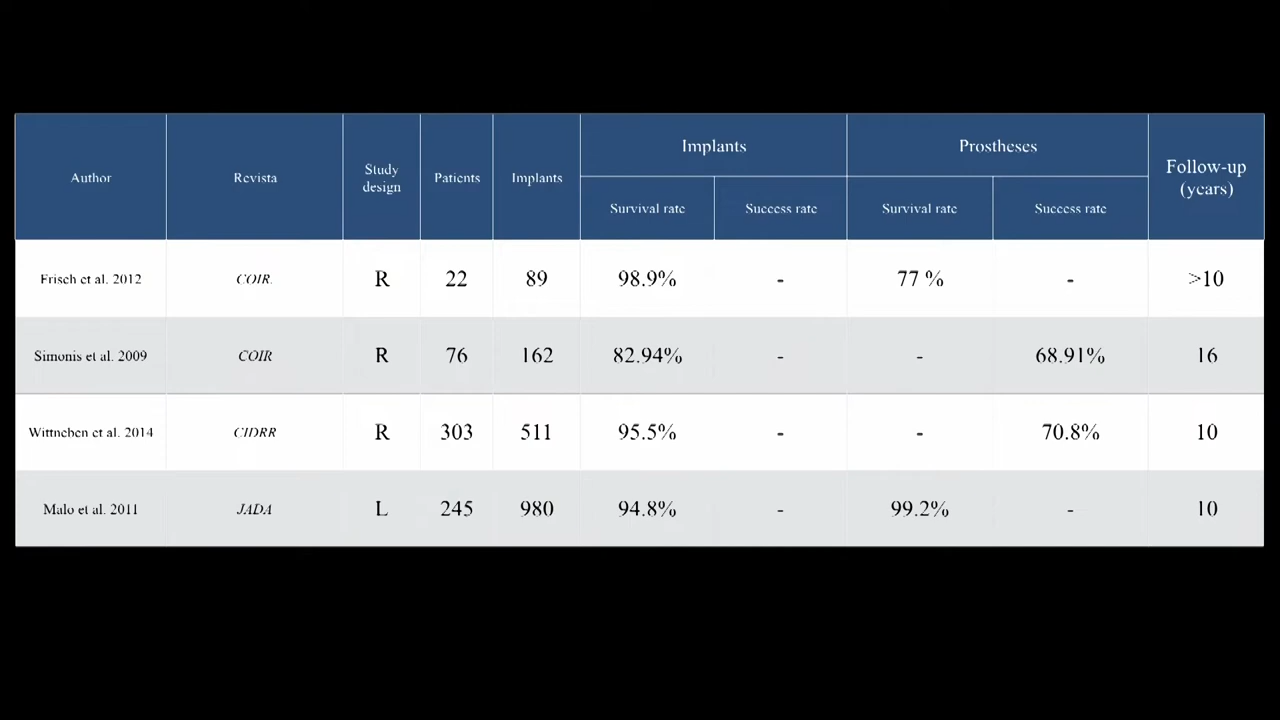 Author Revista Study design Patients Implants Implants Prostheses Follow-up (years)
Survival rate Success rate Survival rate Success rate
Frisch et al. 2012 COIR R 22 89 98.9% - 77 % - >10
Simonis et al. 2009 COIR R 76 162 82.94% - - 68.91% 16
Wittneben et al. 2014 CIDRR R 303 511 95.5% - - 70.8% 10
Malo et al. 2011 JADA L 245 980 94.8% - 99.2% - 10